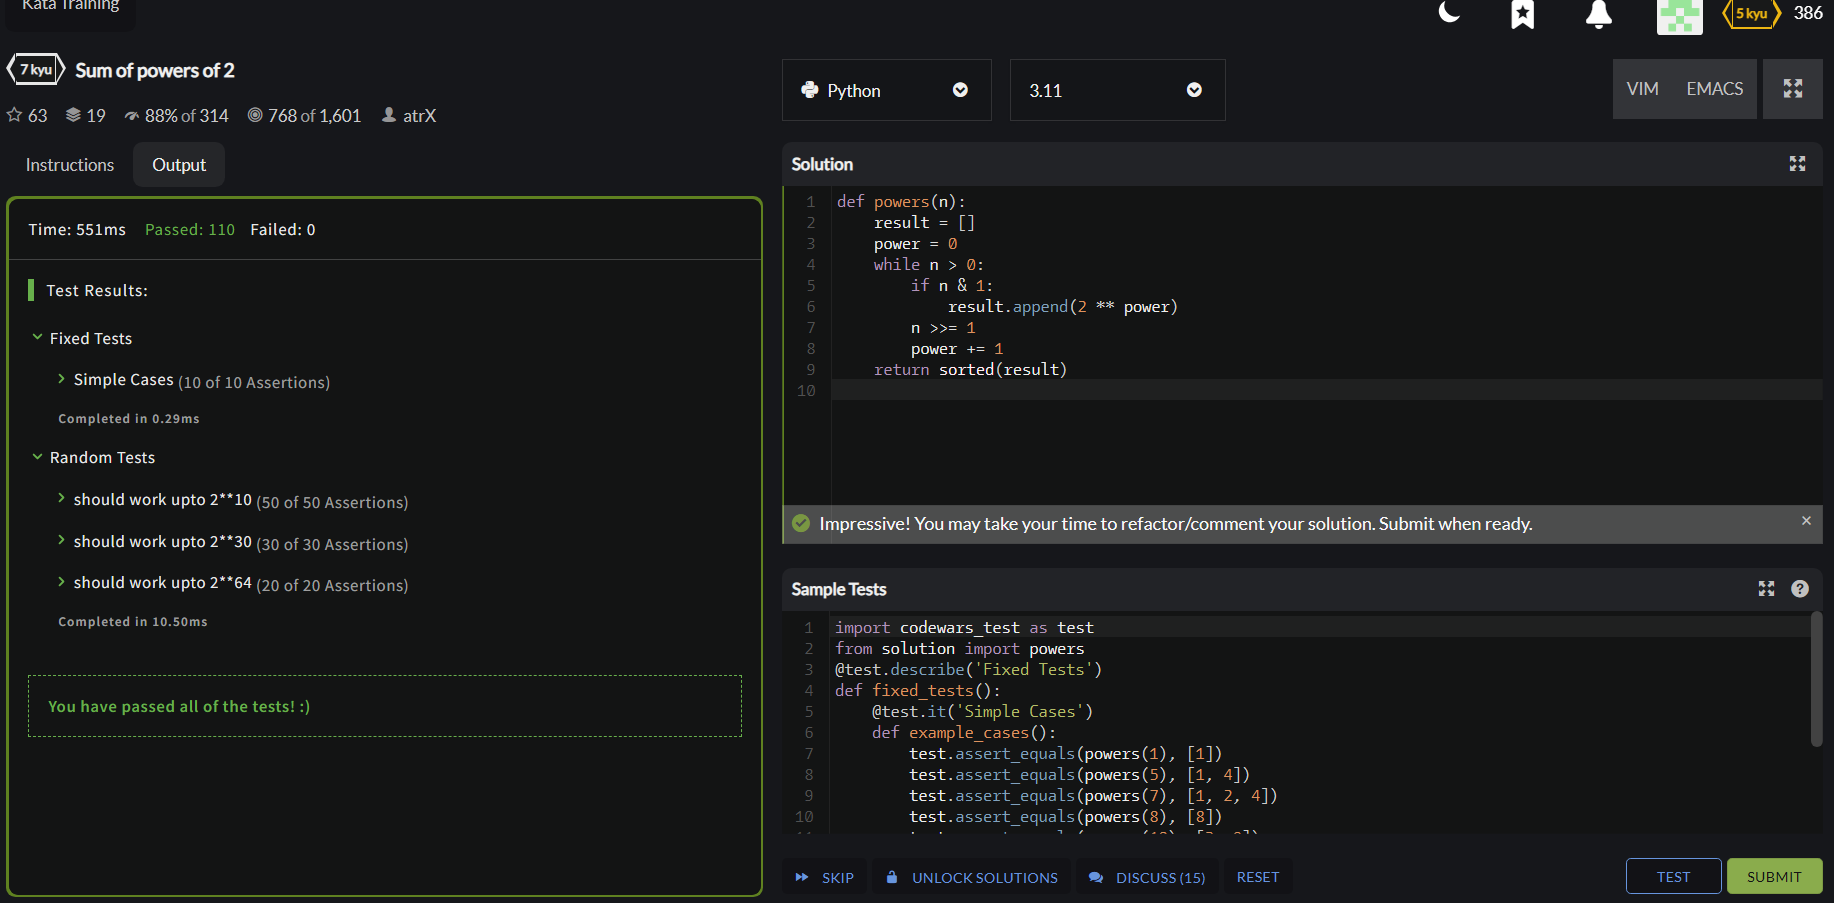 Kata Training
5 kyu 386
7 kyu Sum of powers of 2
63 19 88% of 314 768 of 1,601 atrX
Instructions Output
Time: 551ms Passed: 110 Failed: 0
Test Results:
Fixed Tests
Simple Cases (10 of 10 Assertions)
Completed in 0.29ms
Random Tests
should work upto 2**10 (50 of 50 Assertions)
should work upto 2**30 (30 of 30 Assertions)
should work upto 2**64 (20 of 20 Assertions)
Completed in 10.50ms
You have passed all of the tests! :)
Python 3.11 VIM EMACS
Solution
1 def powers(n):
2     result = []
3     power = 0
4     while n > 0:
5         if n & 1:
6             result.append(2 ** power)
7         n >>= 1
8         power += 1
9     return sorted(result)
10
Impressive! You may take your time to refactor/comment your solution. Submit when ready. ×
Sample Tests
1 import codewars_test as test
2 from solution import powers
3 @test.describe('Fixed Tests')
4 def fixed_tests():
5     @test.it('Simple Cases')
6     def example_cases():
7         test.assert_equals(powers(1), [1])
8         test.assert_equals(powers(5), [1, 4])
9         test.assert_equals(powers(7), [1, 2, 4])
10         test.assert_equals(powers(8), [8])
SKIP UNLOCK SOLUTIONS DISCUSS (15) RESET TEST SUBMIT